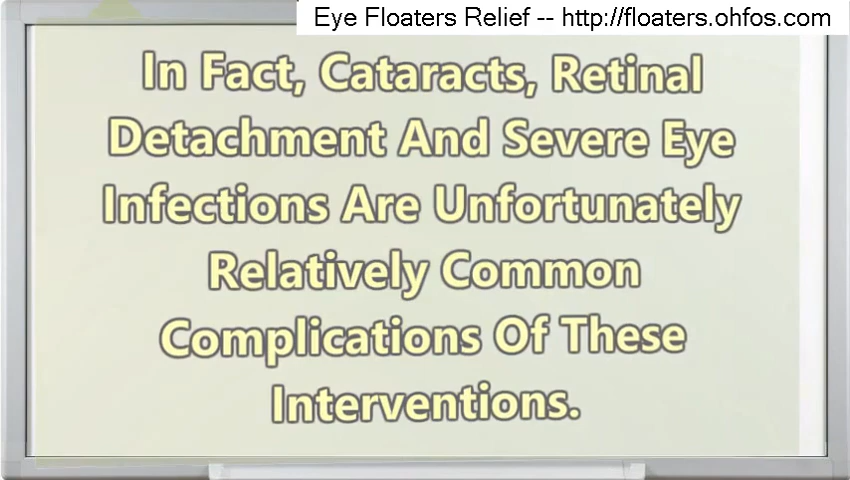 Eye Floaters Relief -- http://floaters.ohfos.com
In Fact, Cataracts, Retinal
Detachment And Severe Eye
Infections Are Unfortunately
Relatively Common
Complications Of These
Interventions.